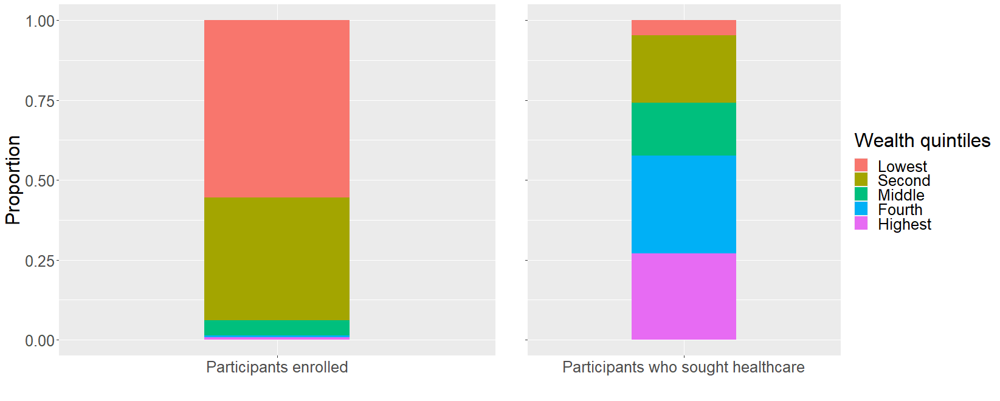 Proportion
1.00
0.75
0.50
0.25
0.00
Participants enrolled
Participants who sought healthcare
Wealth quintiles
Lowest
Second
Middle
Fourth
Highest